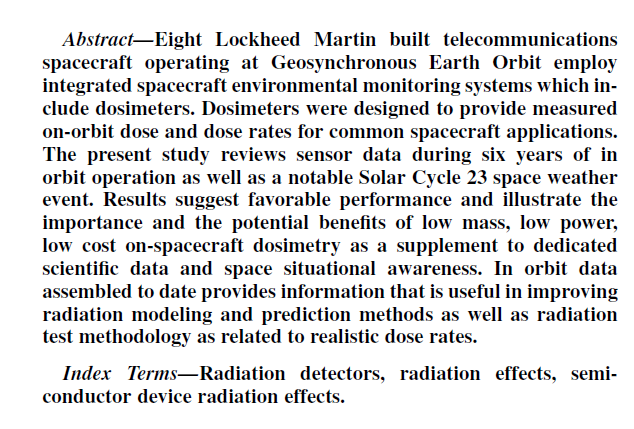 Abstract—Eight Lockheed Martin built telecommunications
spacecraft operating at Geosynchronous Earth Orbit employ
integrated spacecraft environmental monitoring systems which in-
clude dosimeters. Dosimeters were designed to provide measured
on-orbit dose and dose rates for common spacecraft applications.
The present study reviews sensor data during six years of in
orbit operation as well as a notable Solar Cycle 23 space weather
event. Results suggest favorable performance and illustrate the
importance and the potential benefits of low mass, low power,
low cost on-spacecraft dosimetry as a supplement to dedicated
scientific data and space situational awareness. In orbit data
assembled to date provides information that is useful in improving
radiation modeling and prediction methods as well as radiation
test methodology as related to realistic dose rates.
Index Terms—Radiation detectors, radiation effects, semi-
conductor device radiation effects.